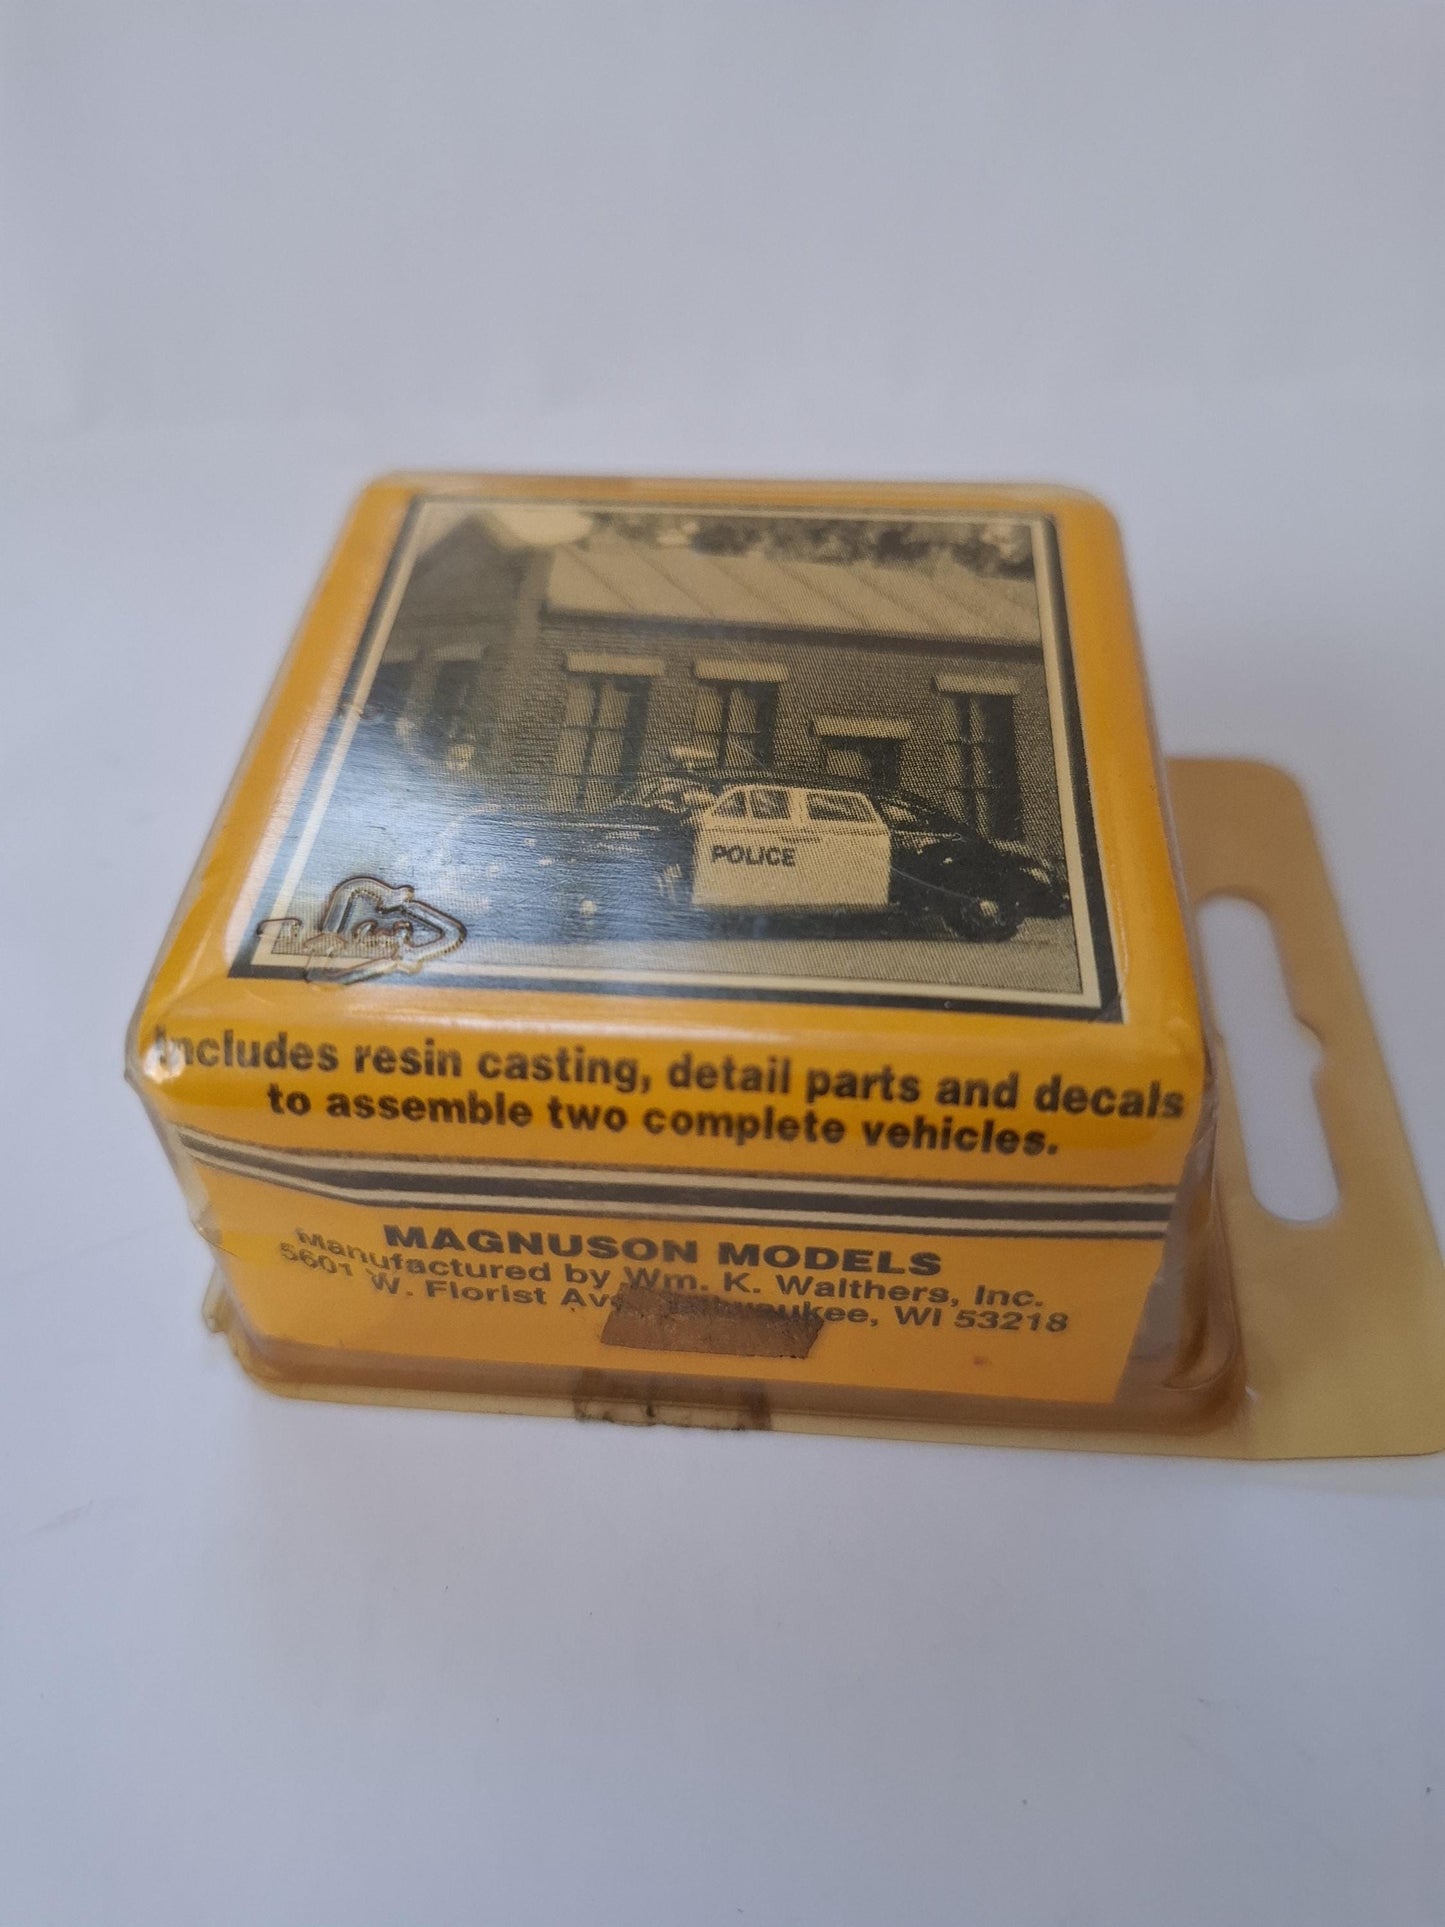 POLICE
Includes resin casting, detail parts and decals
to assemble two complete vehicles.
MAGNUSON MODELS
Manufactured by Wm. K. Walthers, Inc.
5601 W. Florist Ave. Milwaukee, WI 53218